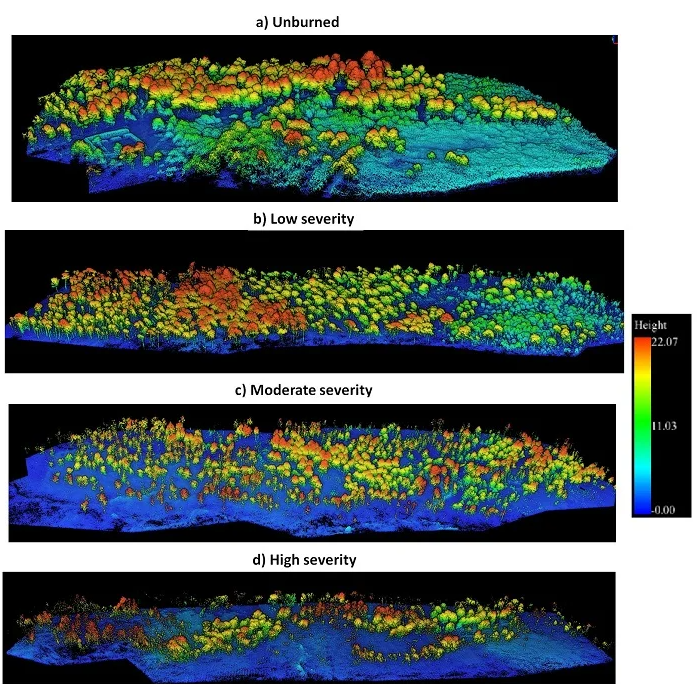 a) Unburned
b) Low severity
Height
22.07
11.03
-0.00
c) Moderate severity
d) High severity